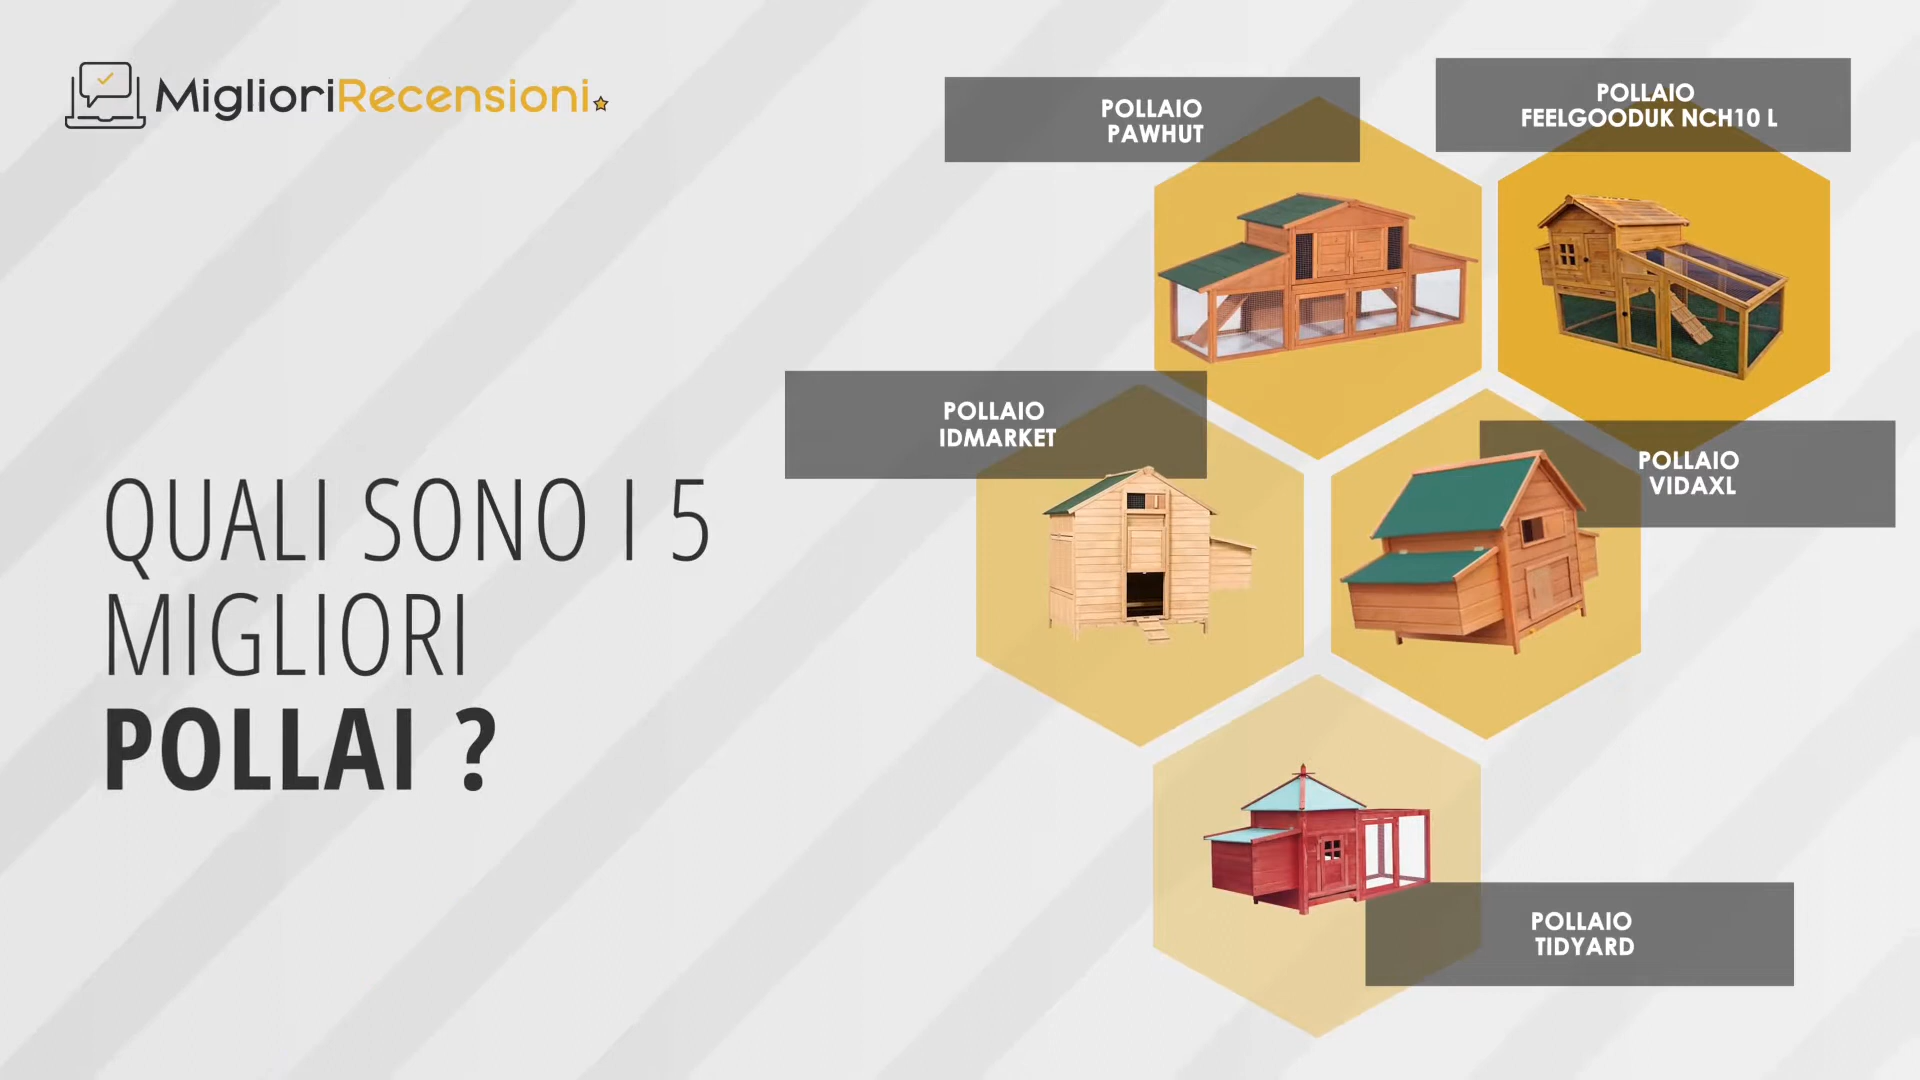 MiglioriRecensioni
QUALI SONO I 5
MIGLIORI
POLLAI ?
POLLAIO
PAWHUT
POLLAIO
FEELGOODUK NCH10 L
POLLAIO
IDMARKET
POLLAIO
VIDAXL
POLLAIO
TIDYARD